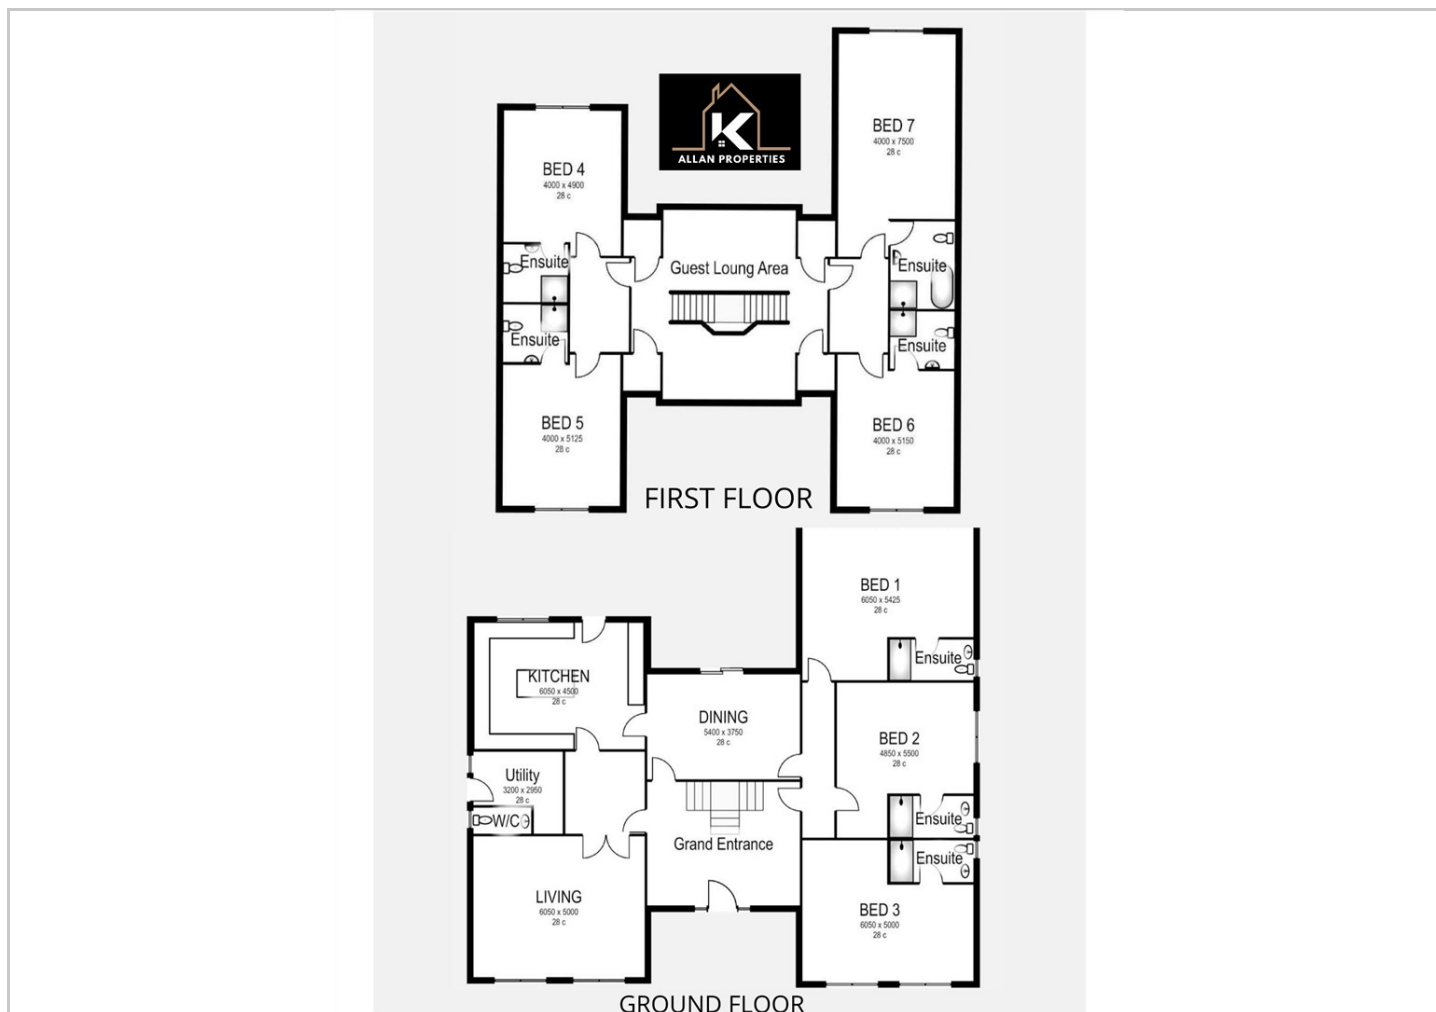 BED 7
4000 x 7500
28 c
ALLAN PROPERTIES
BED 4
4000 x 4900
28 c
Ensuite
Guest Loung Area
Ensuite
Ensuite
Ensuite
BED 5
4000 x 5125
28 c
BED 6
4000 x 5150
28 c
FIRST FLOOR
BED 1
6050 x 5425
28 c
Ensuite
KITCHEN
6050 x 4500
28 c
DINING
5400 x 3750
28 c
BED 2
4850 x 5500
28 c
Utility
3200 x 2950
28 c
W/C
Ensuite
Grand Entrance
Ensuite
LIVING
6050 x 5000
28 c
BED 3
6050 x 5000
28 c
GROUND FLOOR